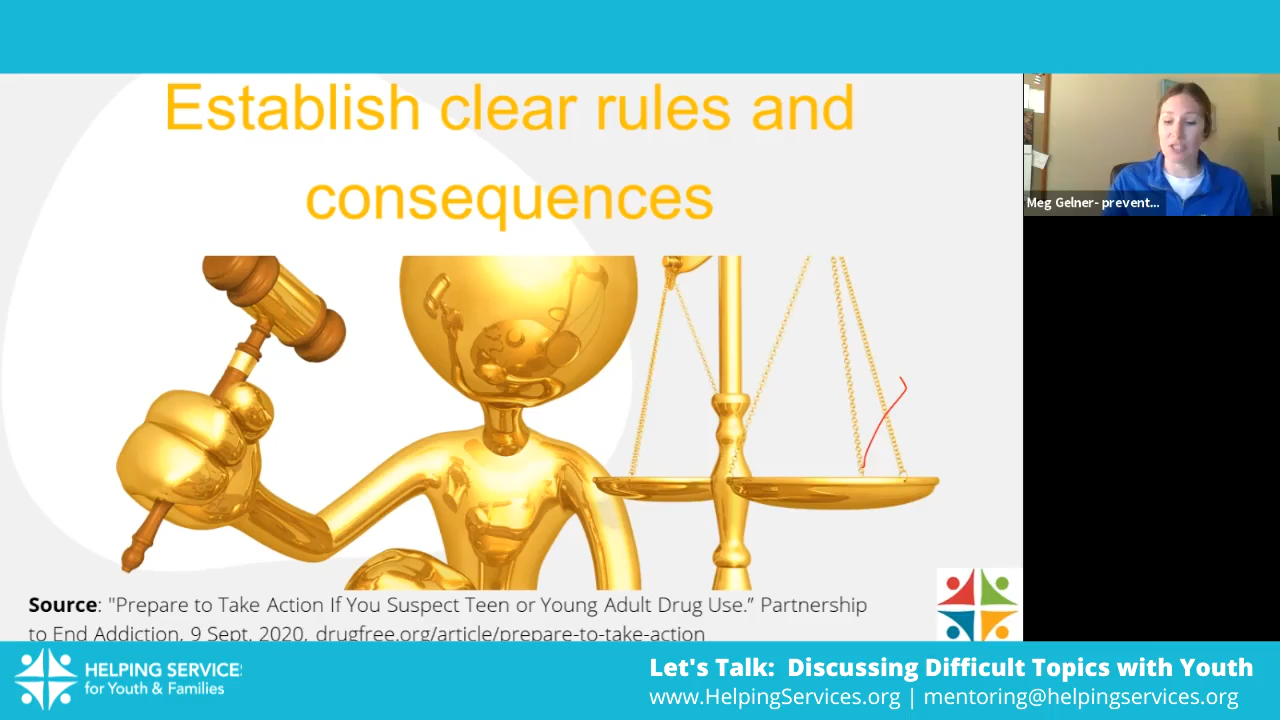 Establish clear rules and
consequences
Meg Gelner- prevent...
Source: "Prepare to Take Action If You Suspect Teen or Young Adult Drug Use.” Partnership
to End Addiction, 9 Sept. 2020, drugfree.org/article/prepare-to-take-action
HELPING SERVICES
for Youth & Families
Let's Talk: Discussing Difficult Topics with Youth
www.HelpingServices.org | mentoring@helpingservices.org